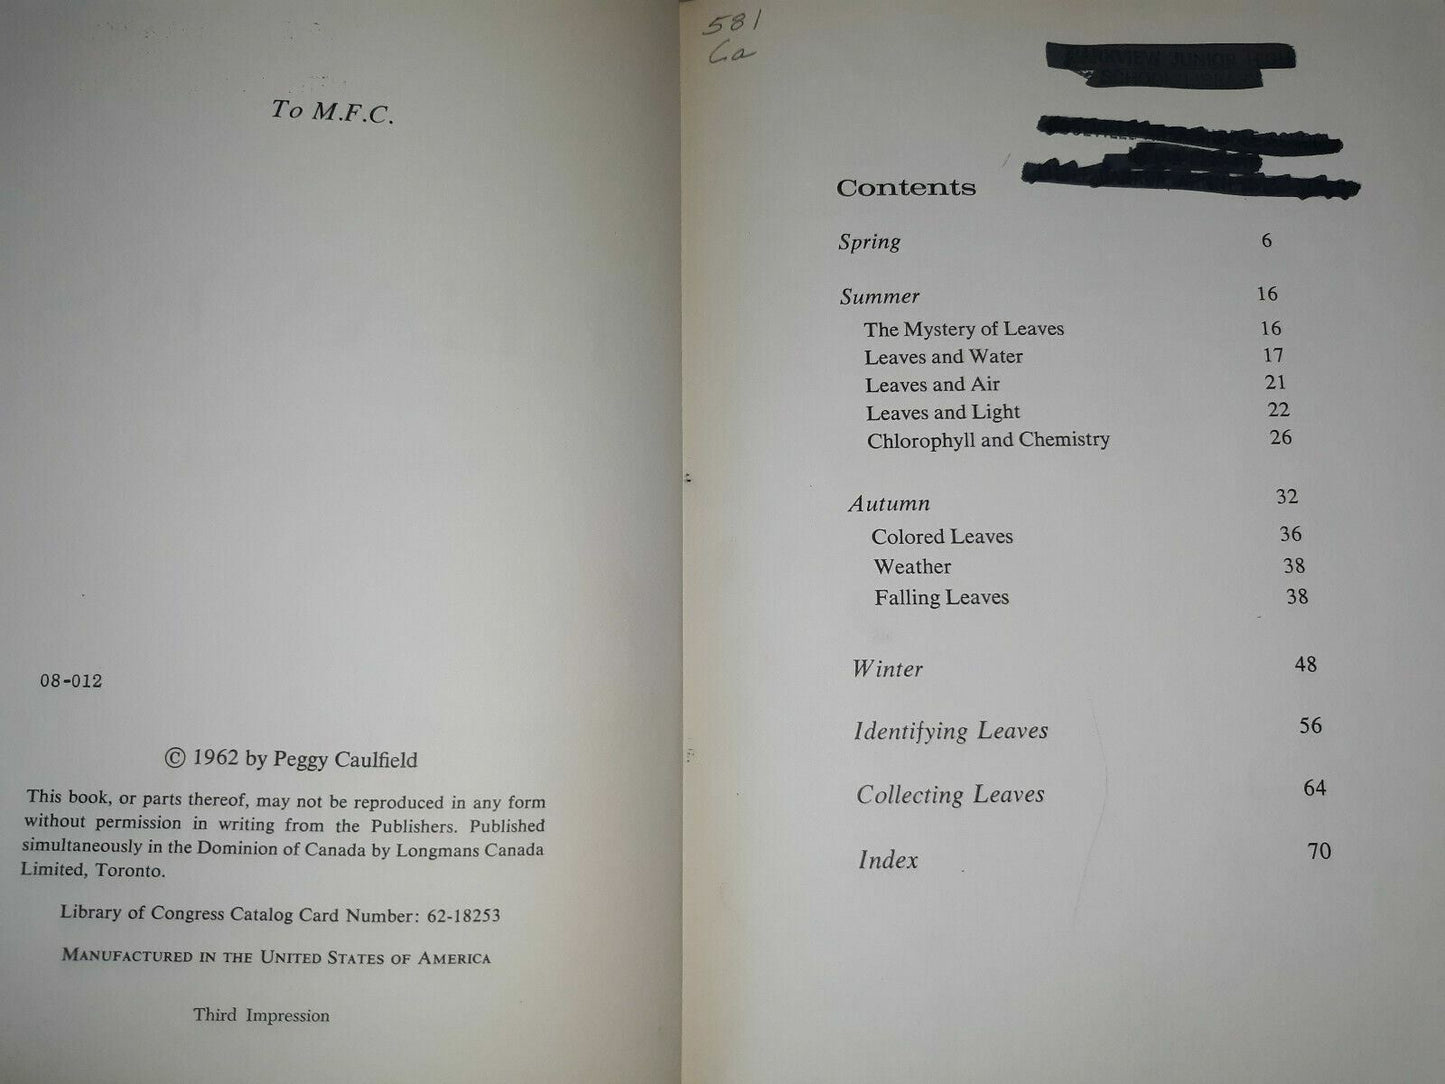 To M.F.C.
08-012
© 1962 by Peggy Caulfield
This book, or parts thereof, may not be reproduced in any form
without permission in writing from the Publishers. Published
simultaneously in the Dominion of Canada by Longmans Canada
Limited, Toronto.
Library of Congress Catalog Card Number: 62-18253
MANUFACTURED IN THE UNITED STATES OF AMERICA
Third Impression
581
Ca
JUNIOR
SCHOOL
Contents
Spring 6
Summer 16
The Mystery of Leaves 16
Leaves and Water 17
Leaves and Air 21
Leaves and Light 22
Chlorophyll and Chemistry 26
Autumn 32
Colored Leaves 36
Weather 38
Falling Leaves 38
Winter 48
Identifying Leaves 56
Collecting Leaves 64
Index 70